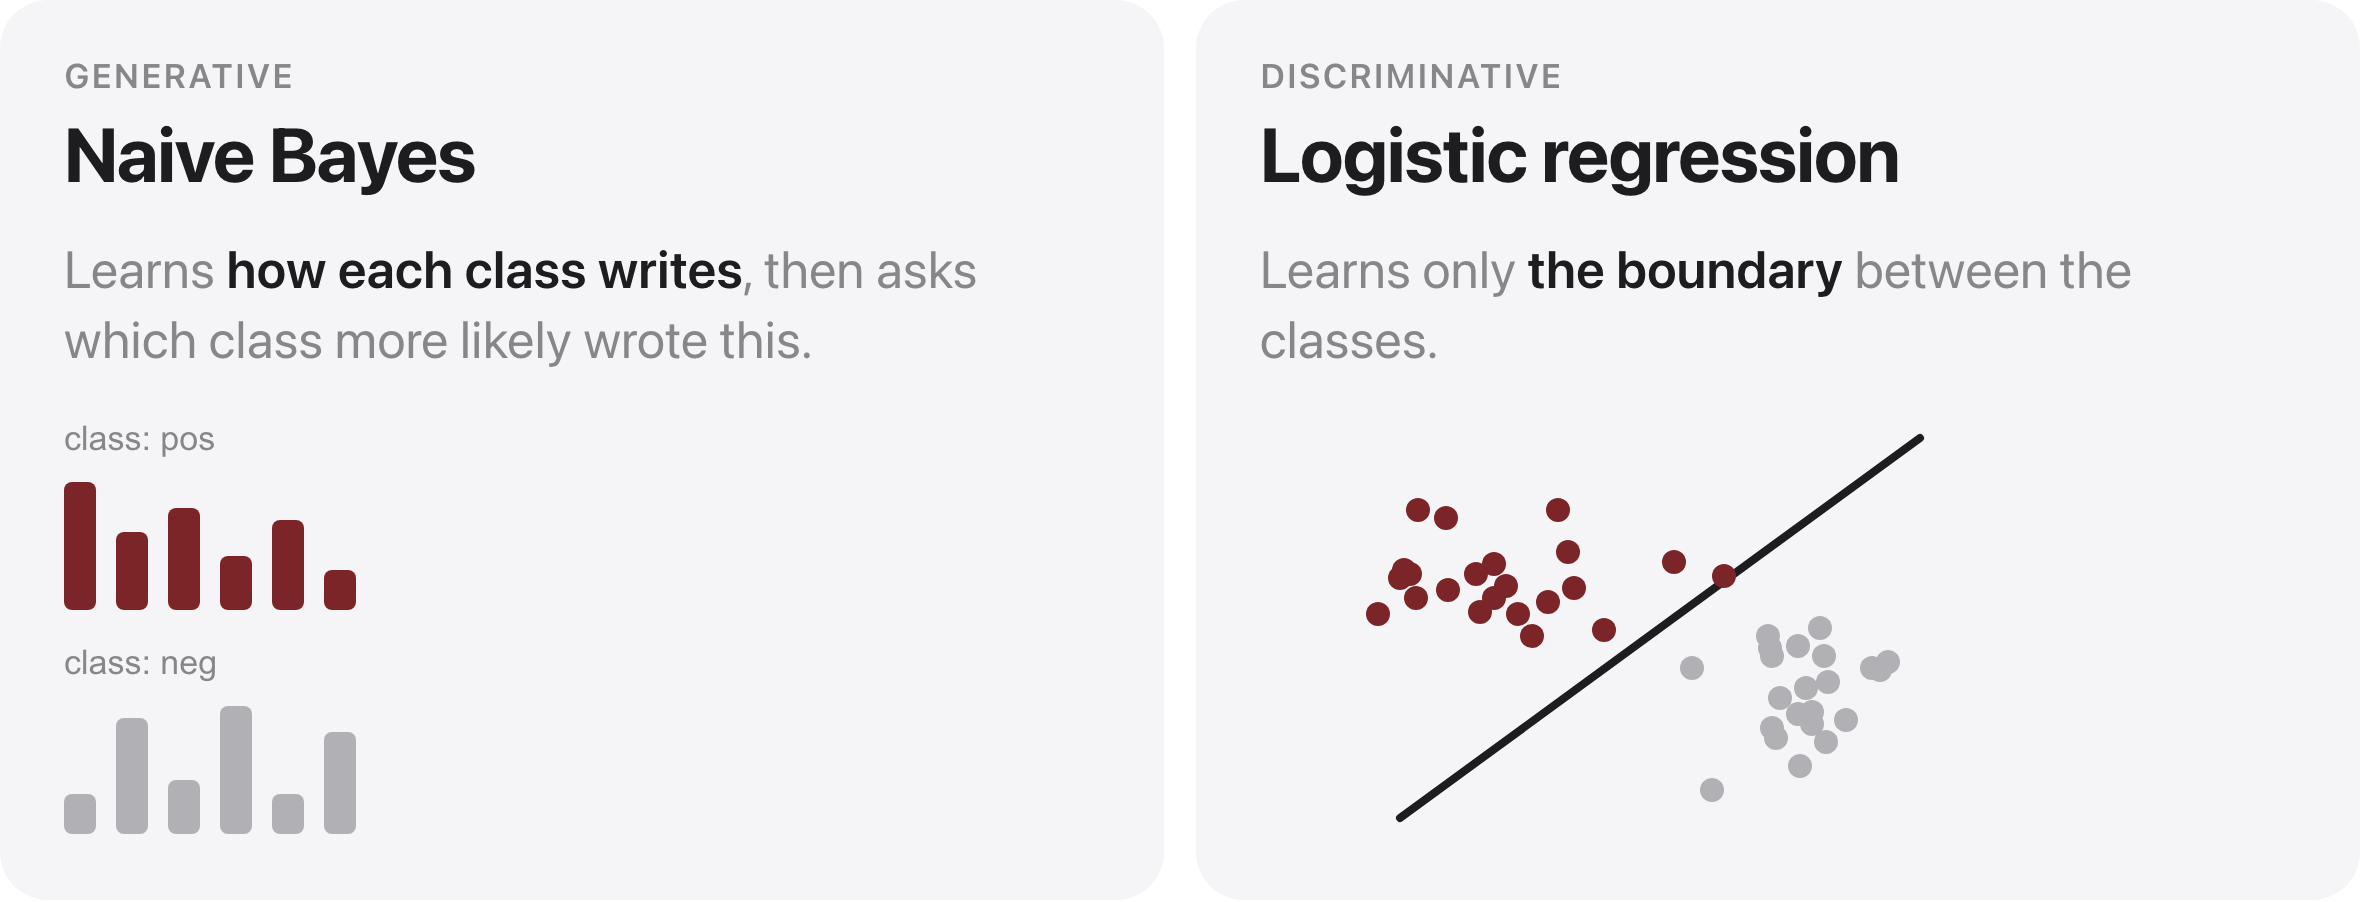 GENERATIVE
Naive Bayes
Learns how each class writes, then asks
which class more likely wrote this.
class: pos
class: neg
DISCRIMINATIVE
Logistic regression
Learns only the boundary between the
classes.